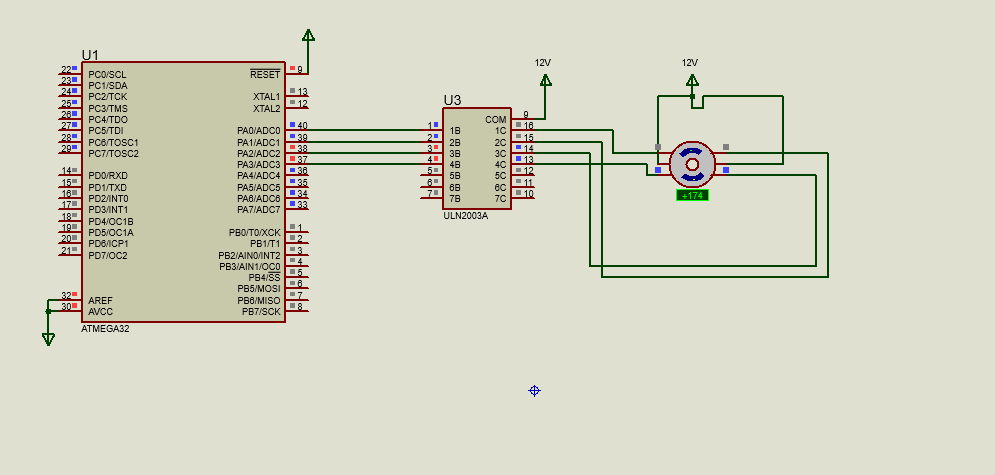 U1
22 PC0/SCL RESET 9
23 PC1/SDA
24 PC2/TCK XTAL1 13
25 PC3/TMS XTAL2 12
26 PC4/TDO
27 PC5/TDI PA0/ADC0 40
28 PC6/TOSC1 PA1/ADC1 39
29 PC7/TOSC2 PA2/ADC2 38
PA3/ADC3 37
14 PD0/RXD PA4/ADC4 36
15 PD1/TXD PA5/ADC5 35
16 PD2/INT0 PA6/ADC6 34
17 PD3/INT1 PA7/ADC7 33
18 PD4/OC1B
19 PD5/OC1A PB0/T0/XCK 1
20 PD6/ICP1 PB1/T1 2
21 PD7/OC2 PB2/AIN0/INT2 3
PB3/AIN1/OC0 4
PB4/SS 5
PB5/MOSI 6
32 AREF PB6/MISO 7
30 AVCC PB7/SCK 8
ATMEGA32
12V
U3
COM 9
1 1B 1C 16
2 2B 2C 15
3 3B 3C 14
4 4B 4C 13
5 5B 5C 12
6 6B 6C 11
7 7B 7C 10
ULN2003A
12V
+174